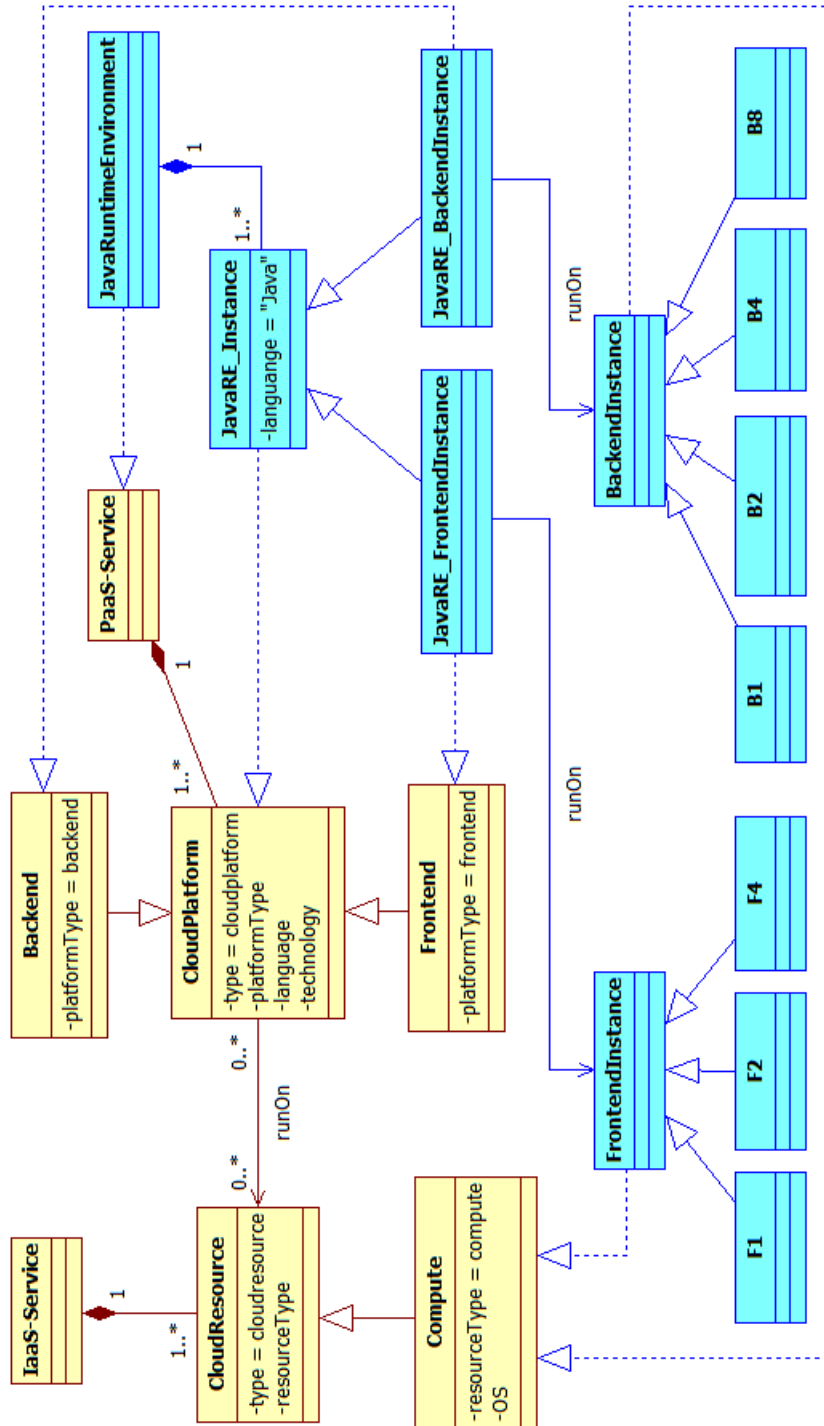 IaaS-Service
1
1..*
CloudResource
-type = cloudresource
-resourceType
Compute
-resourceType = compute
-OS
0..*
runOn
0..*
Backend
-platformType = backend
CloudPlatform
-type = cloudplatform
-platformType
-language
-technology
1..*
1
Frontend
-platformType = frontend
PaaS-Service
JavaRuntimeEnvironment
1
1..*
JavaRE_Instance
-languange = "Java"
JavaRE_FrontendInstance
JavaRE_BackendInstance
runOn
runOn
FrontendInstance
BackendInstance
F1
F2
F4
B1
B2
B4
B8